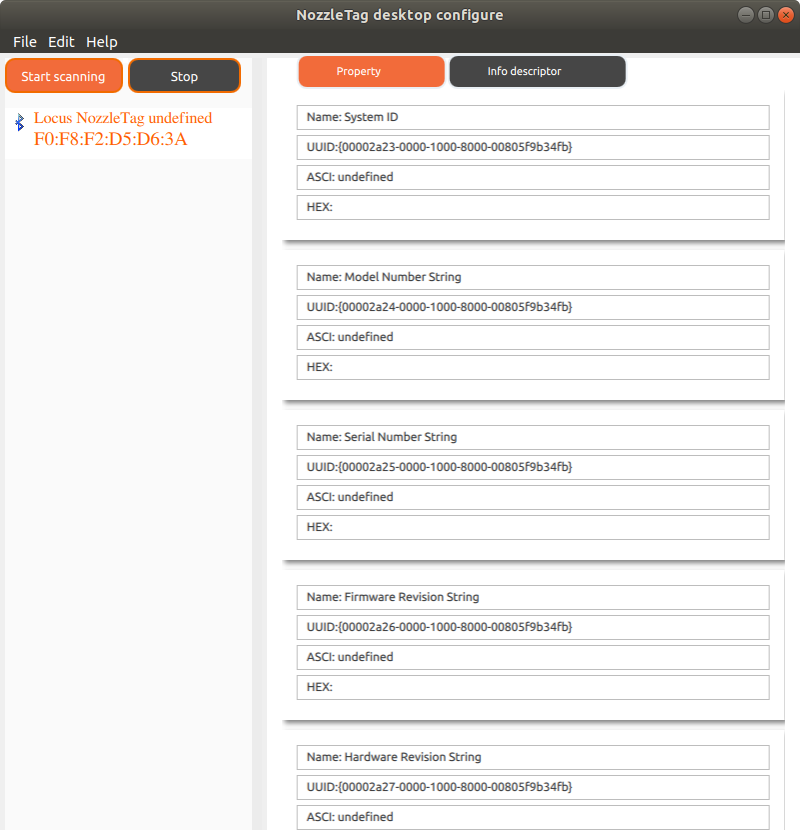 NozzleTag desktop configure
File Edit Help
Start scanning Stop
Property Info descriptor
Locus NozzleTag undefined
F0:F8:F2:D5:D6:3A
Name: System ID
UUID:{00002a23-0000-1000-8000-00805f9b34fb}
ASCI: undefined
HEX:
Name: Model Number String
UUID:{00002a24-0000-1000-8000-00805f9b34fb}
ASCI: undefined
HEX:
Name: Serial Number String
UUID:{00002a25-0000-1000-8000-00805f9b34fb}
ASCI: undefined
HEX:
Name: Firmware Revision String
UUID:{00002a26-0000-1000-8000-00805f9b34fb}
ASCI: undefined
HEX:
Name: Hardware Revision String
UUID:{00002a27-0000-1000-8000-00805f9b34fb}
ASCI: undefined